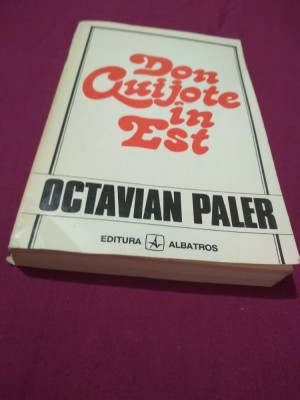 Don
Quijote
în
Est
OCTAVIAN PALER
EDITURA ALBATROS